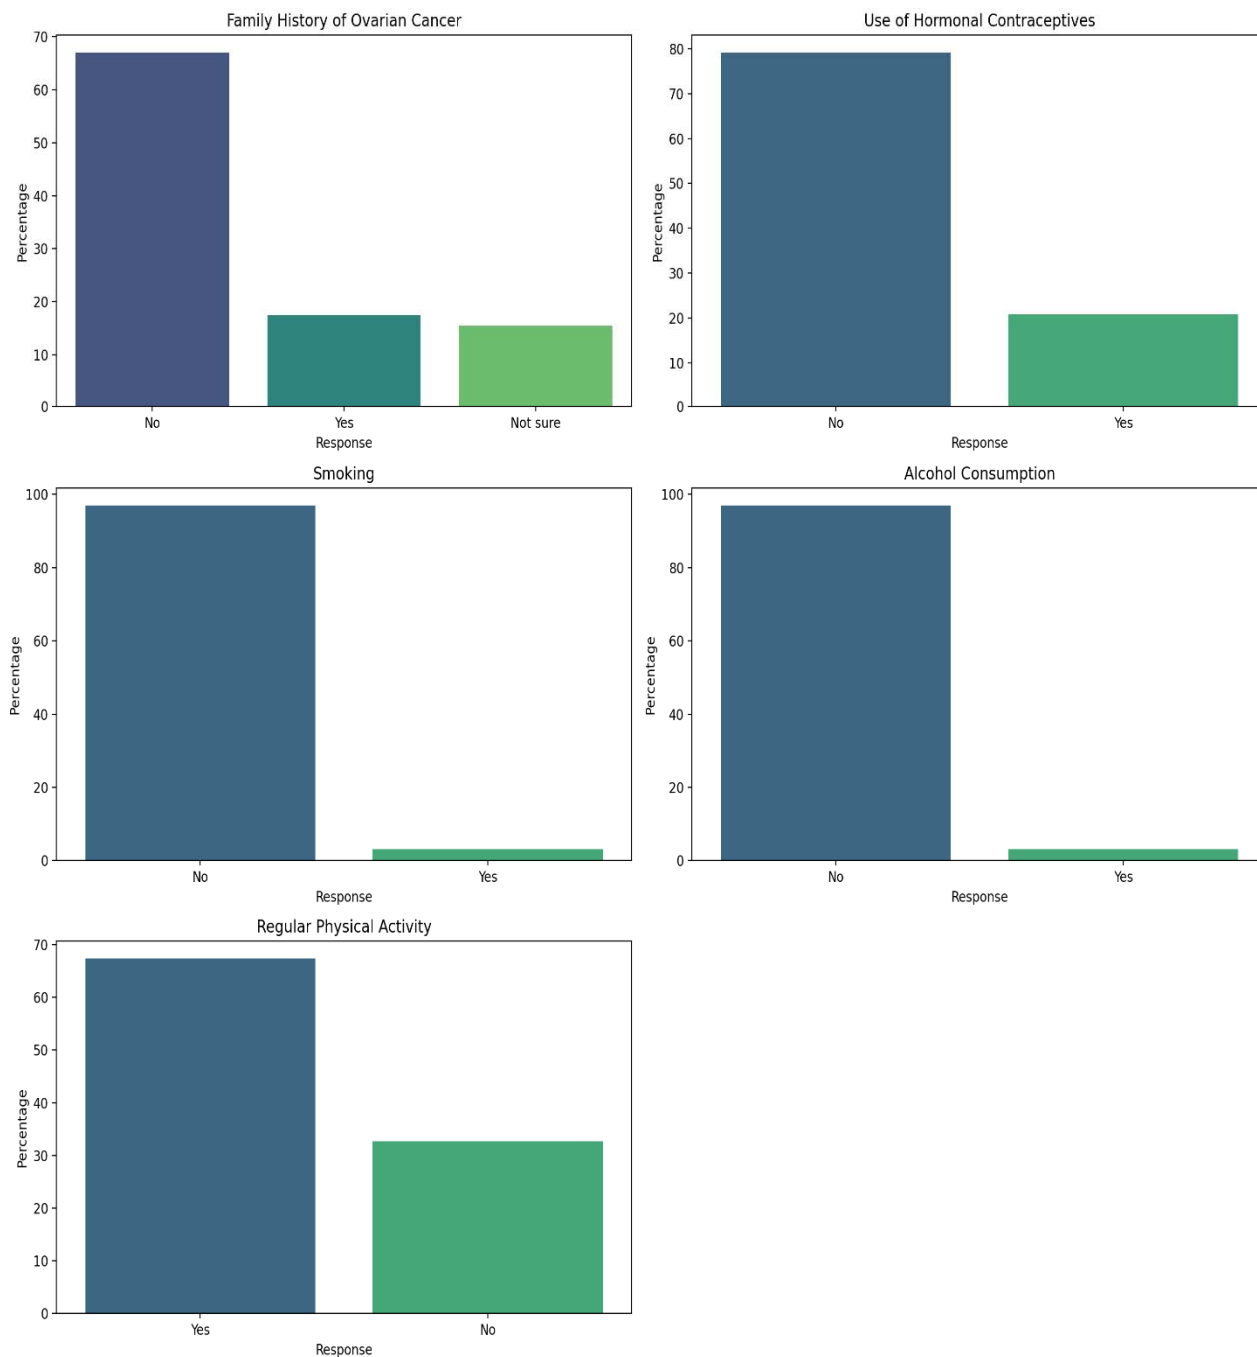 Family History of Ovarian Cancer
70
60
50
40
30
20
10
0
Percentage
No Yes Not sure
Response
Use of Hormonal Contraceptives
80
70
60
50
40
30
20
10
0
Percentage
No Yes
Response
Smoking
100
80
60
40
20
0
Percentage
No Yes
Response
Alcohol Consumption
100
80
60
40
20
0
Percentage
No Yes
Response
Regular Physical Activity
70
60
50
40
30
20
10
0
Percentage
Yes No
Response